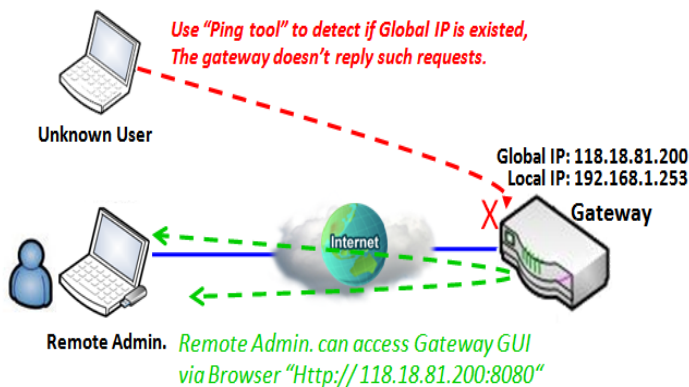 Use “Ping tool” to detect if Global IP is existed,
The gateway doesn’t reply such requests.
Unknown User
Global IP: 118.18.81.200
Local IP: 192.168.1.253
X
Gateway
Internet
Remote Admin.
Remote Admin. can access Gateway GUI
via Browser “Http:// 118.18.81.200:8080“